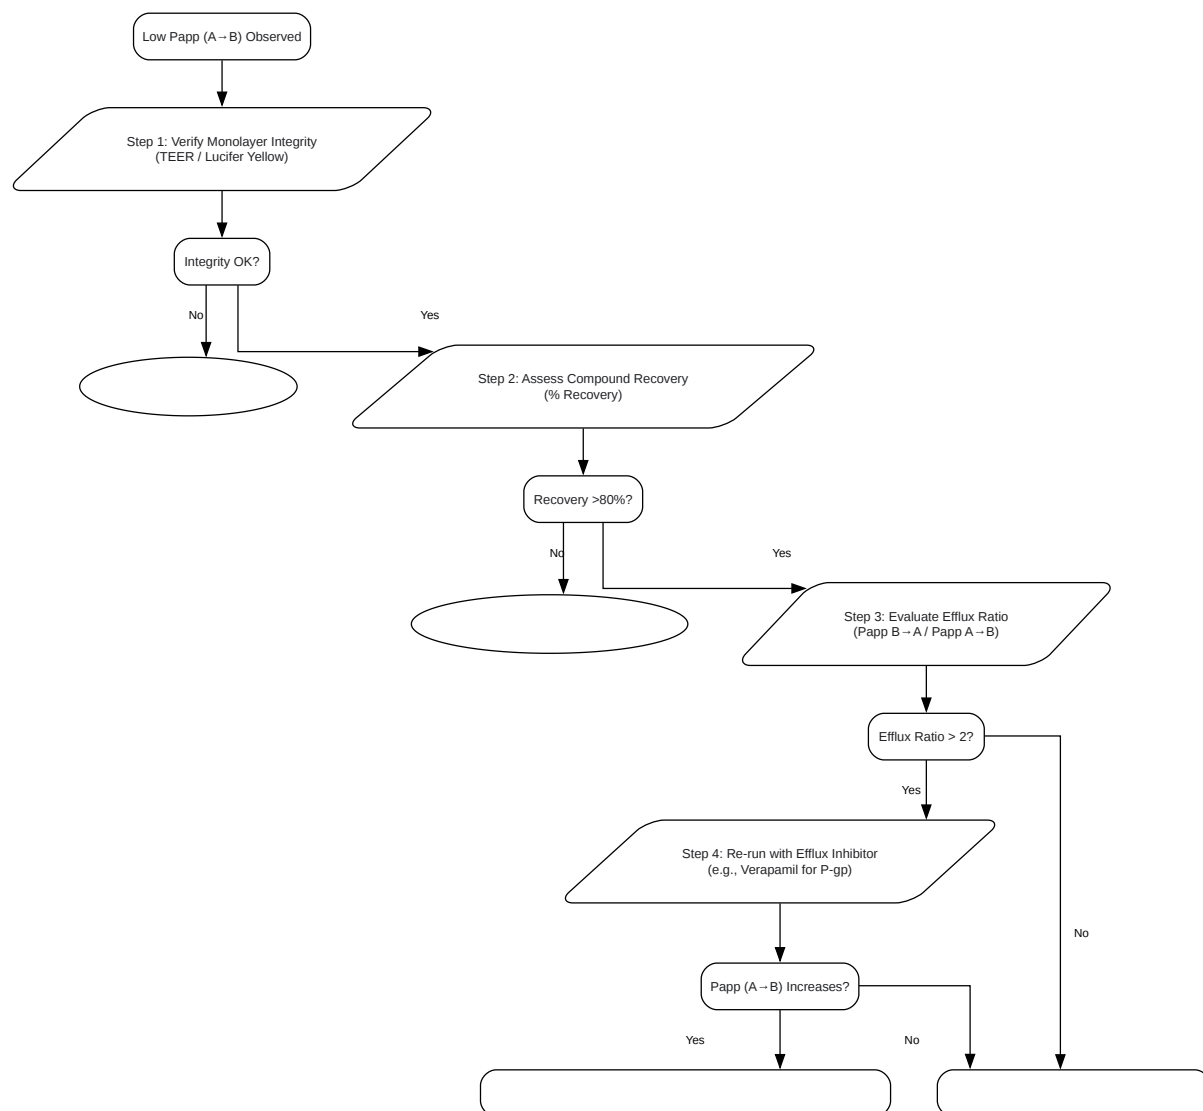 Low Papp (A→B) Observed
Step 1: Verify Monolayer Integrity
(TEER / Lucifer Yellow)
Integrity OK?
No
Yes
Step 2: Assess Compound Recovery
(% Recovery)
Recovery >80%?
No
Yes
Step 3: Evaluate Efflux Ratio
(Papp B→A / Papp A→B)
Efflux Ratio > 2?
Yes
Step 4: Re-run with Efflux Inhibitor
(e.g., Verapamil for P-gp)
No
Papp (A→B) Increases?
Yes
No